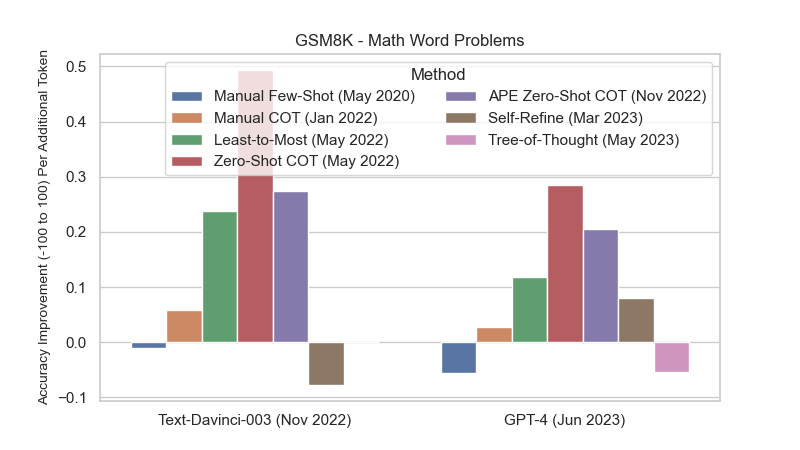 GSM8K - Math Word Problems
Accuracy Improvement (-100 to 100) Per Additional Token
0.5
0.4
0.3
0.2
0.1
0.0
−0.1
Method
Manual Few-Shot (May 2020)
Manual COT (Jan 2022)
Least-to-Most (May 2022)
Zero-Shot COT (May 2022)
APE Zero-Shot COT (Nov 2022)
Self-Refine (Mar 2023)
Tree-of-Thought (May 2023)
Text-Davinci-003 (Nov 2022)
GPT-4 (Jun 2023)